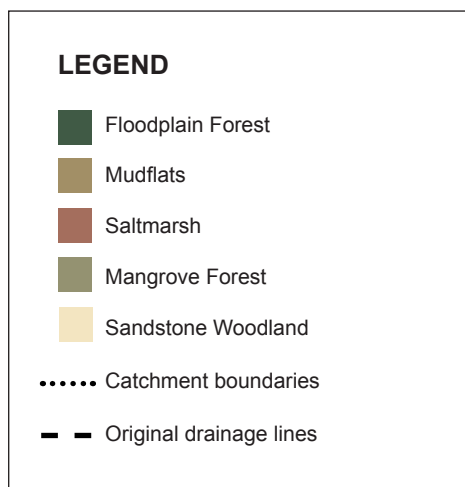 LEGEND
Floodplain Forest
Mudflats
Saltmarsh
Mangrove Forest
Sandstone Woodland
Catchment boundaries
Original drainage lines